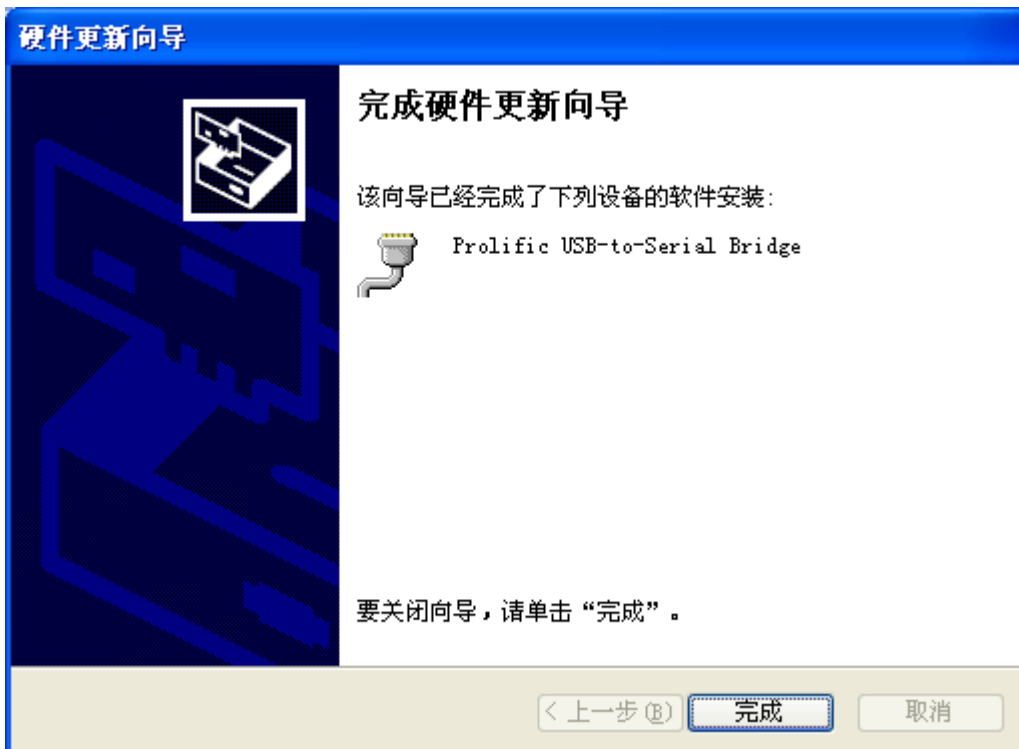 硬件更新向导
完成硬件更新向导
该向导已经完成了下列设备的软件安装:
Prolific USB-to-Serial Bridge
要关闭向导，请单击“完成”。
< 上一步(B) 完成 取消